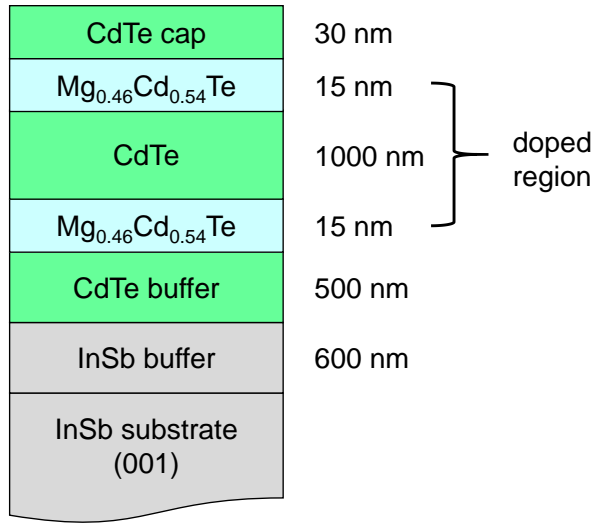 CdTe cap 30 nm
Mg₀.₄₆Cd₀.₅₄Te 15 nm
CdTe 1000 nm
doped
region
Mg₀.₄₆Cd₀.₅₄Te 15 nm
CdTe buffer 500 nm
InSb buffer 600 nm
InSb substrate
(001)